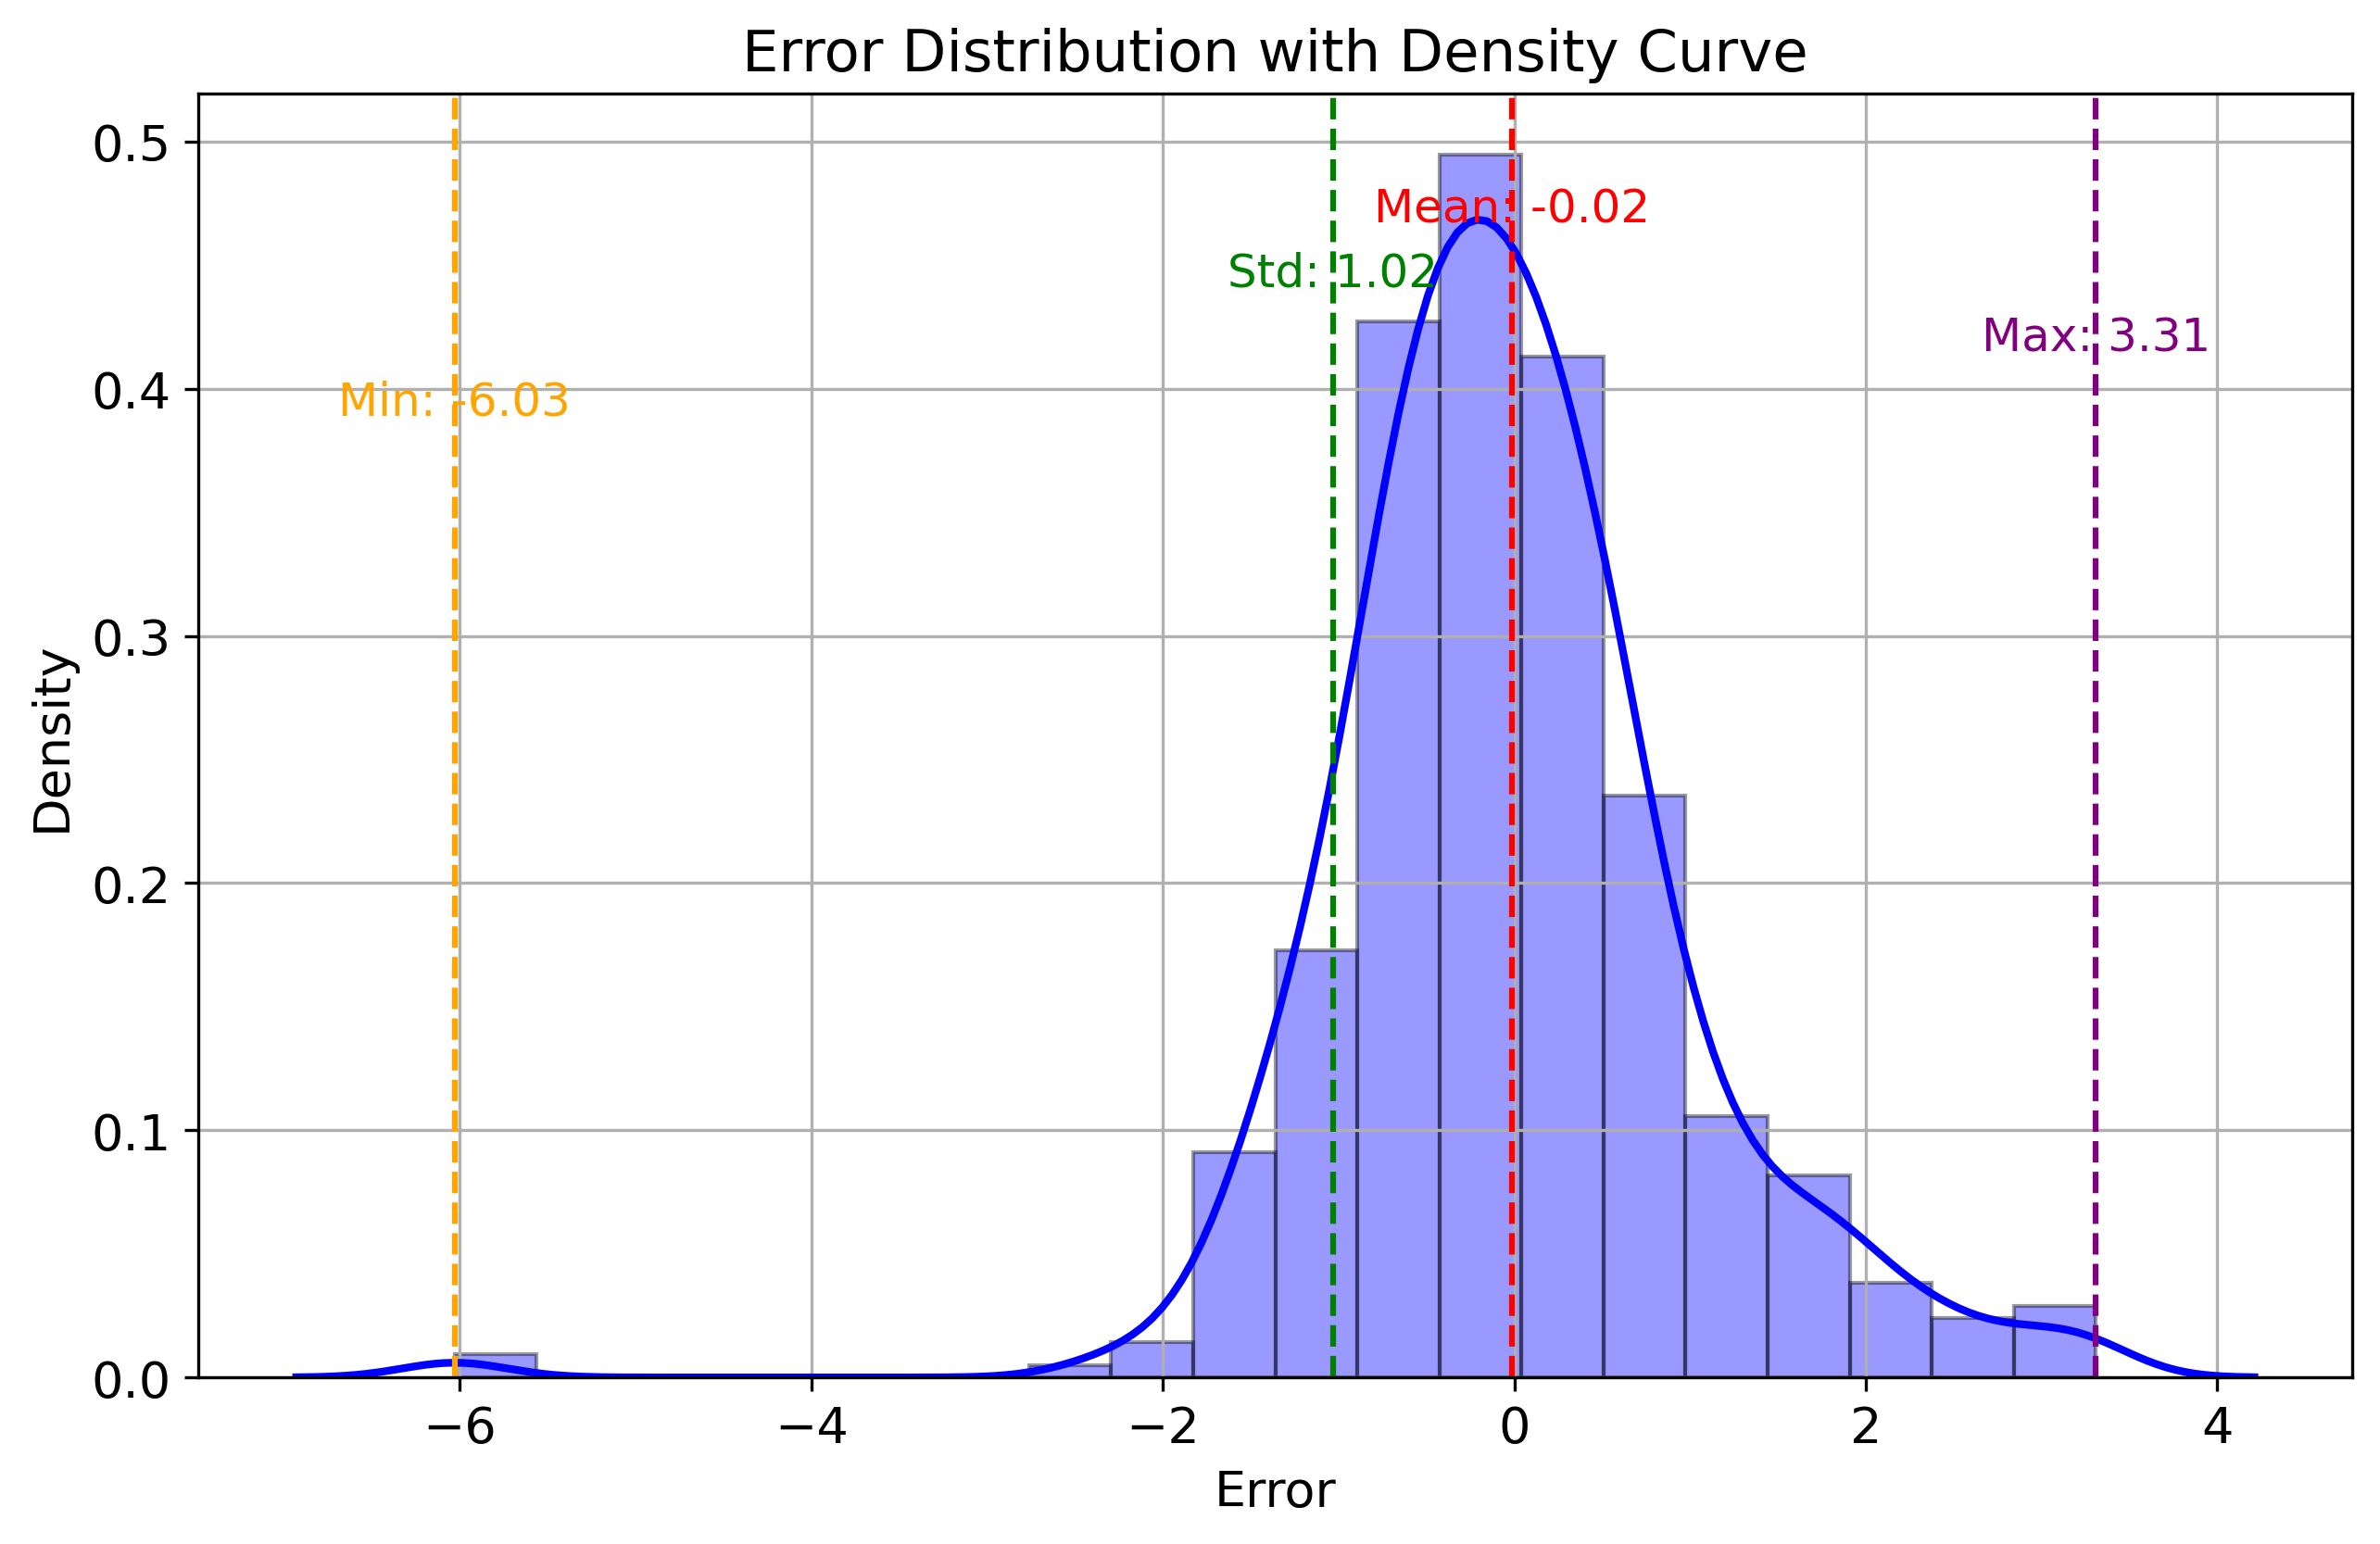 Error Distribution with Density Curve
0.5
0.4
0.3
0.2
0.1
0.0
Density
Mean: -0.02
Std: 1.02
Max: 3.31
Min: -6.03
−6
−4
−2
0
2
4
Error